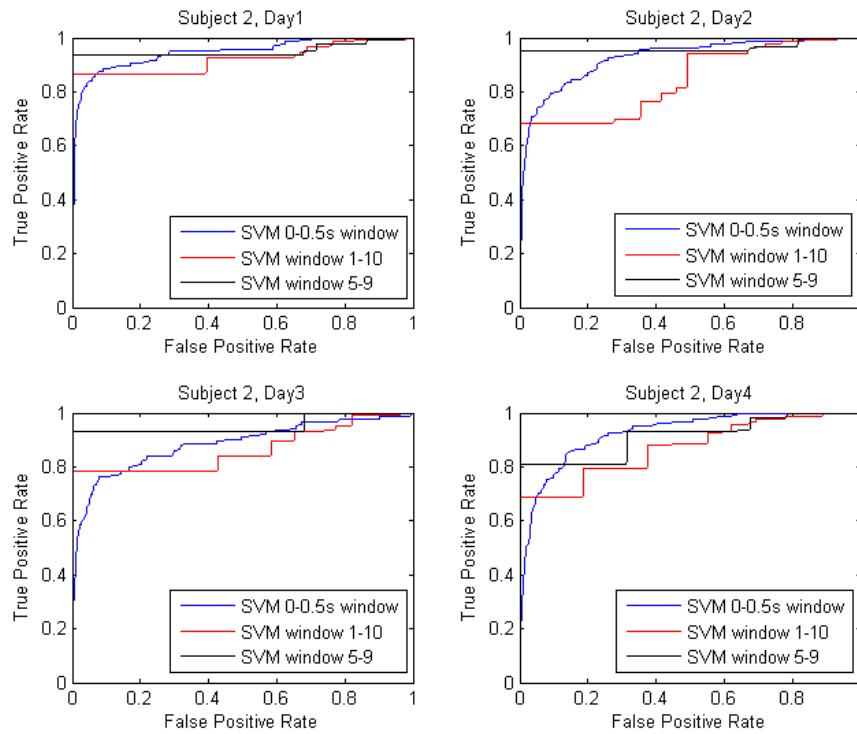 Subject 2, Day1
1
0.8
0.6
0.4
0.2
0
True Positive Rate
SVM 0-0.5s window
SVM window 1-10
SVM window 5-9
0 0.2 0.4 0.6 0.8 1
False Positive Rate
Subject 2, Day2
1
0.8
0.6
0.4
0.2
0
True Positive Rate
SVM 0-0.5s window
SVM window 1-10
SVM window 5-9
0 0.2 0.4 0.6 0.8
False Positive Rate
Subject 2, Day3
1
0.8
0.6
0.4
0.2
0
True Positive Rate
SVM 0-0.5s window
SVM window 1-10
SVM window 5-9
0 0.2 0.4 0.6 0.8 1
False Positive Rate
Subject 2, Day4
1
0.8
0.6
0.4
0.2
0
True Positive Rate
SVM 0-0.5s window
SVM window 1-10
SVM window 5-9
0 0.2 0.4 0.6 0.8
False Positive Rate